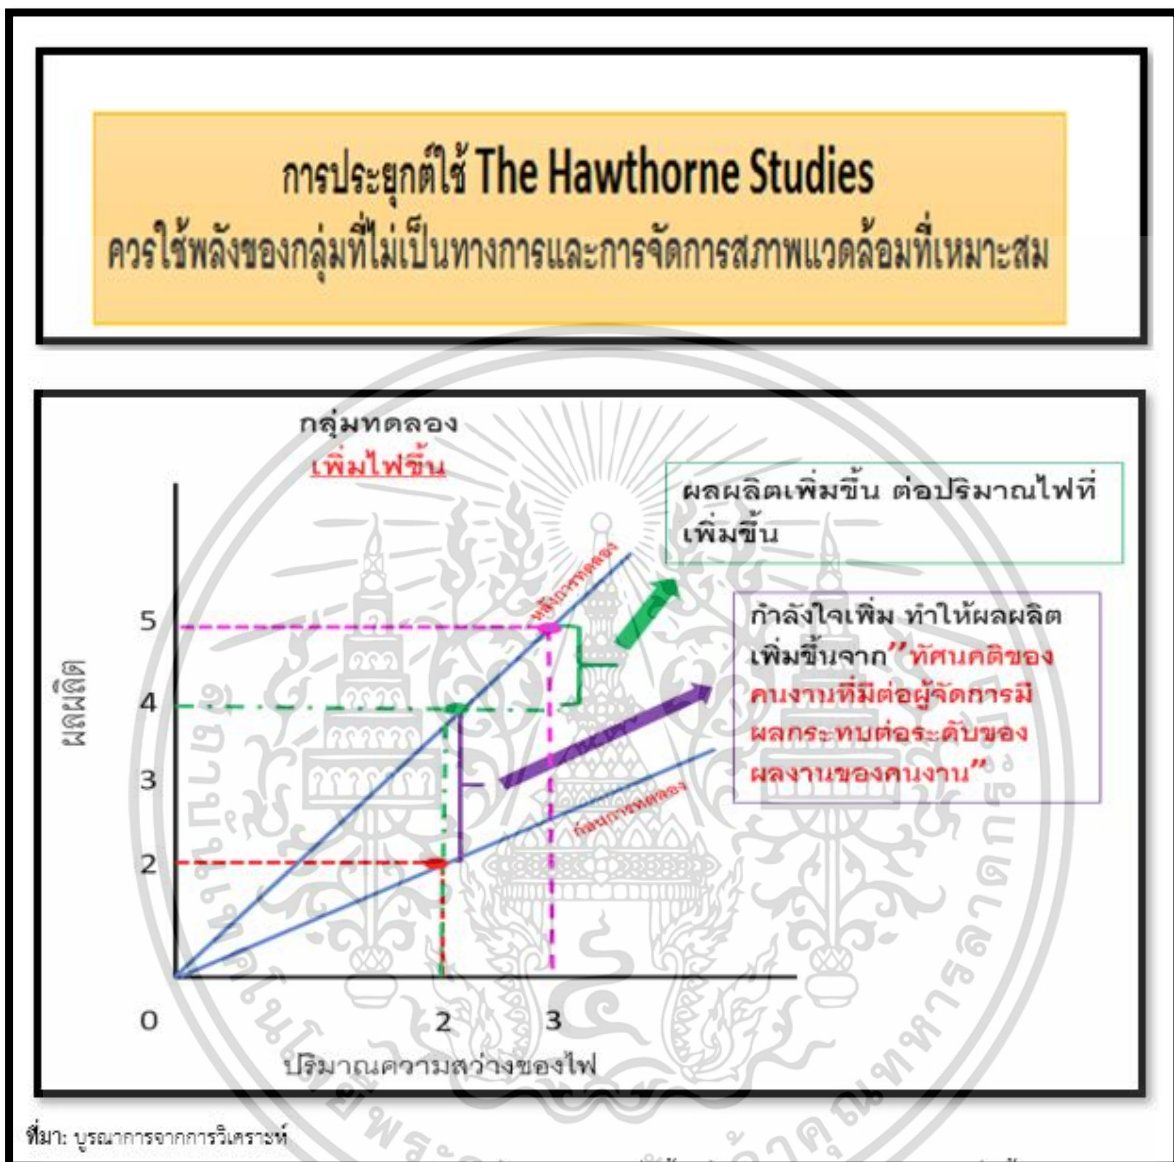 การประยุกต์ใช้ The Hawthorne Studies
ควรใช้พลังของกลุ่มที่ไม่เป็นทางการและการจัดการสภาพแวดล้อมที่เหมาะสม
กลุ่มทดลอง
เพิ่มไฟขึ้น
ผลผลิตเพิ่มขึ้น ต่อปริมาณไฟที่
เพิ่มขึ้น
หลังการทดลอง
กำลังใจเพิ่ม ทำให้ผลผลิต
เพิ่มขึ้นจาก”ทัศนคติของ
คนงานที่มีต่อผู้จัดการมี
ผลกระทบต่อระดับของ
ผลงานของคนงาน”
ก่อนการทดลอง
ผลผลิต
5
4
3
2
0
2
3
ปริมาณความสว่างของไฟ
ที่มา: บูรณาการจากการวิเคราะห์